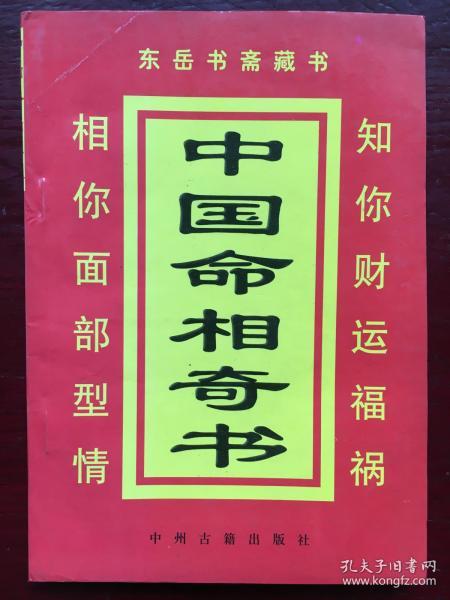 东岳书斋藏书
知你财运福祸
中国命相奇书
相你面部型情
中州古籍出版社
孔夫子旧书网
www.kongfz.com